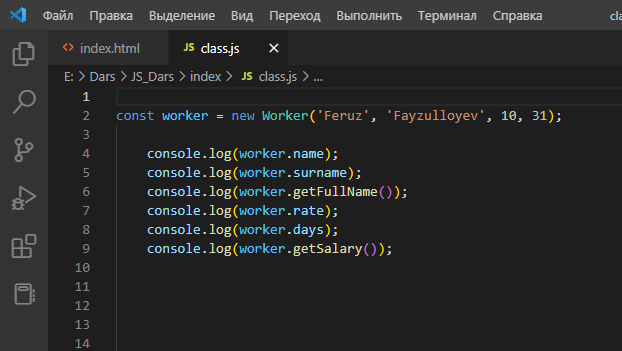 Файл Правка Выделение Вид Переход Выполнить Терминал Справка cla
index.html JS class.js
E: > Dars > JS_Dars > index > JS class.js > ...
1
2 const worker = new Worker('Feruz', 'Fayzulloyev', 10, 31);
3
4 console.log(worker.name);
5 console.log(worker.surname);
6 console.log(worker.getFullName());
7 console.log(worker.rate);
8 console.log(worker.days);
9 console.log(worker.getSalary());
10
11
12
13
14